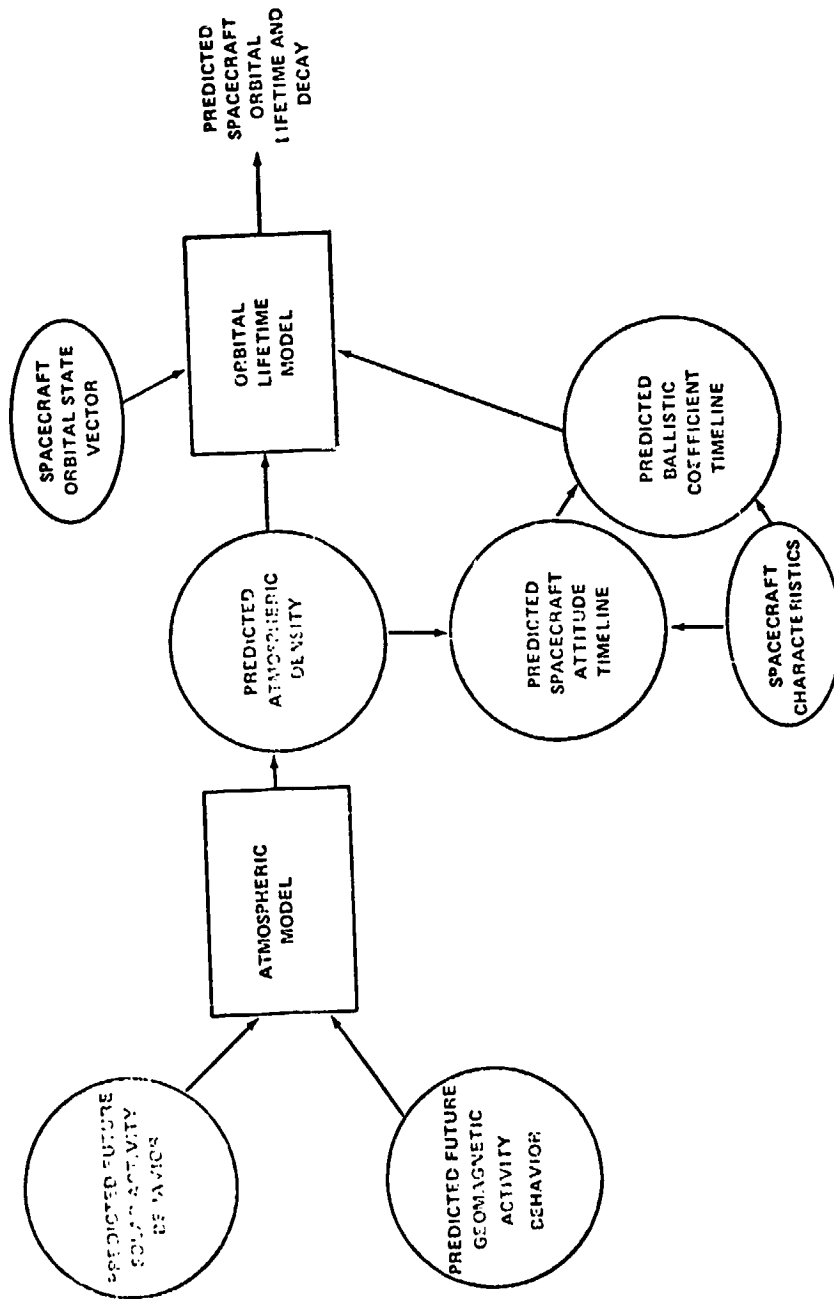 PREDICTED FUTURE
SOLAR ACTIVITY
BEHAVIOR
PREDICTED FUTURE
GEOMAGNETIC
ACTIVITY
BEHAVIOR
ATMOSPHERIC
MODEL
PREDICTED
ATMOSPHERIC
DENSITY
SPACECRAFT
ORBITAL STATE
VECTOR
ORBITAL
LIFETIME
MODEL
PREDICTED
SPACECRAFT
ORBITAL
LIFETIME AND
DECAY
PREDICTED
SPACECRAFT
ATTITUDE
TIMELINE
PREDICTED
BALLISTIC
COEFFICIENT
TIMELINE
SPACECRAFT
CHARACTERISTICS